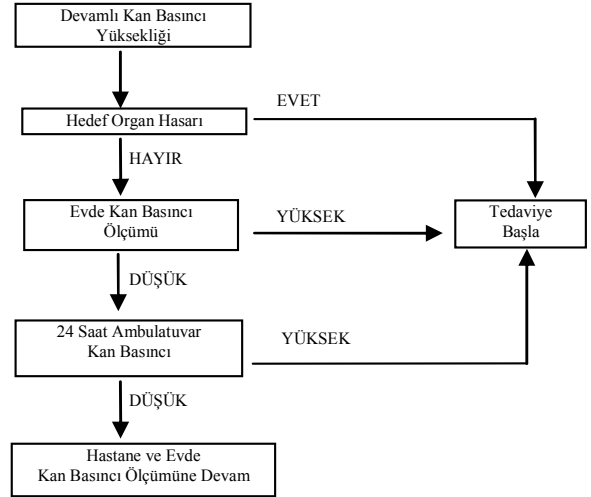 Devamlı Kan Basıncı
Yüksekliği
Hedef Organ Hasarı
EVET
HAYIR
Evde Kan Basıncı
Ölçümü
YÜKSEK
Tedaviye
Başla
DÜŞÜK
24 Saat Ambulatuvar
Kan Basıncı
YÜKSEK
DÜŞÜK
Hastane ve Evde
Kan Basıncı Ölçümüne Devam